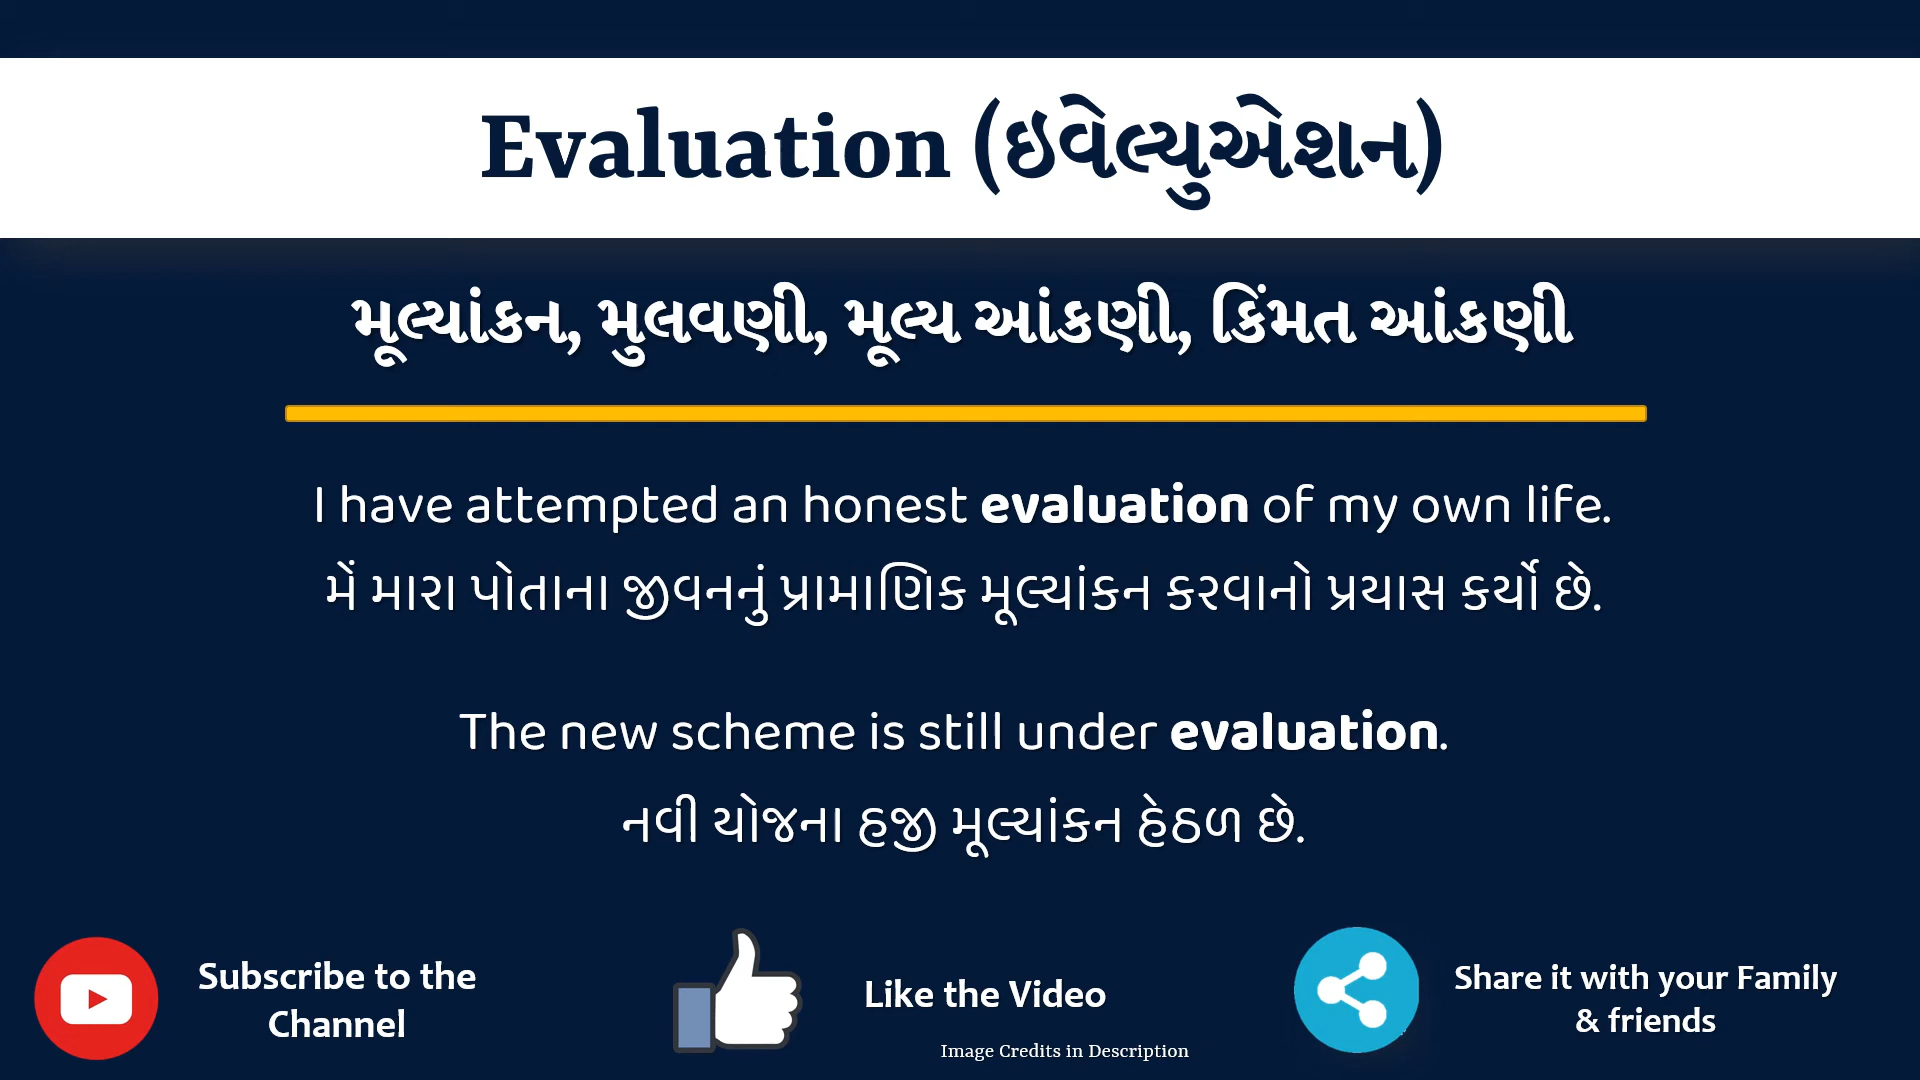 Evaluation (ઇવેલ્યુએશન)
મૂલ્યાંકન, મુલવણી, મૂલ્ય આંકણી, કિંમત આંકણી
I have attempted an honest evaluation of my own life.
મેં મારા પોતાના જીવનનું પ્રામાણિક મૂલ્યાંકન કરવાનો પ્રયાસ કર્યો છે.
The new scheme is still under evaluation.
નવી યોજના હજી મૂલ્યાંકન હેઠળ છે.
Subscribe to the
Channel
Like the Video
Share it with your Family
& friends
Image Credits in Description